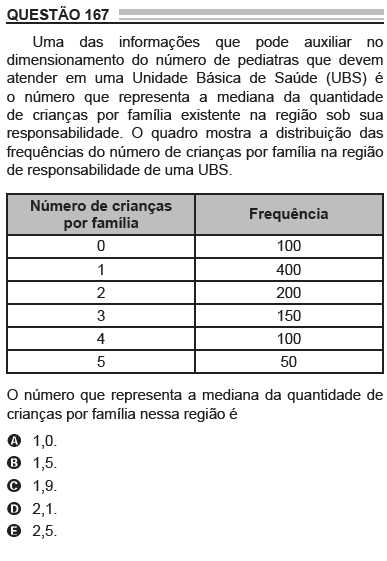 QUESTÃO 167
Uma das informações que pode auxiliar no
dimensionamento do número de pediatras que devem
atender em uma Unidade Básica de Saúde (UBS) é
o número que representa a mediana da quantidade
de crianças por família existente na região sob sua
responsabilidade. O quadro mostra a distribuição das
frequências do número de crianças por família na região
de responsabilidade de uma UBS.
Número de crianças por família Frequência
0 100
1 400
2 200
3 150
4 100
5 50
O número que representa a mediana da quantidade de
crianças por família nessa região é
A 1,0.
B 1,5.
C 1,9.
D 2,1.
E 2,5.